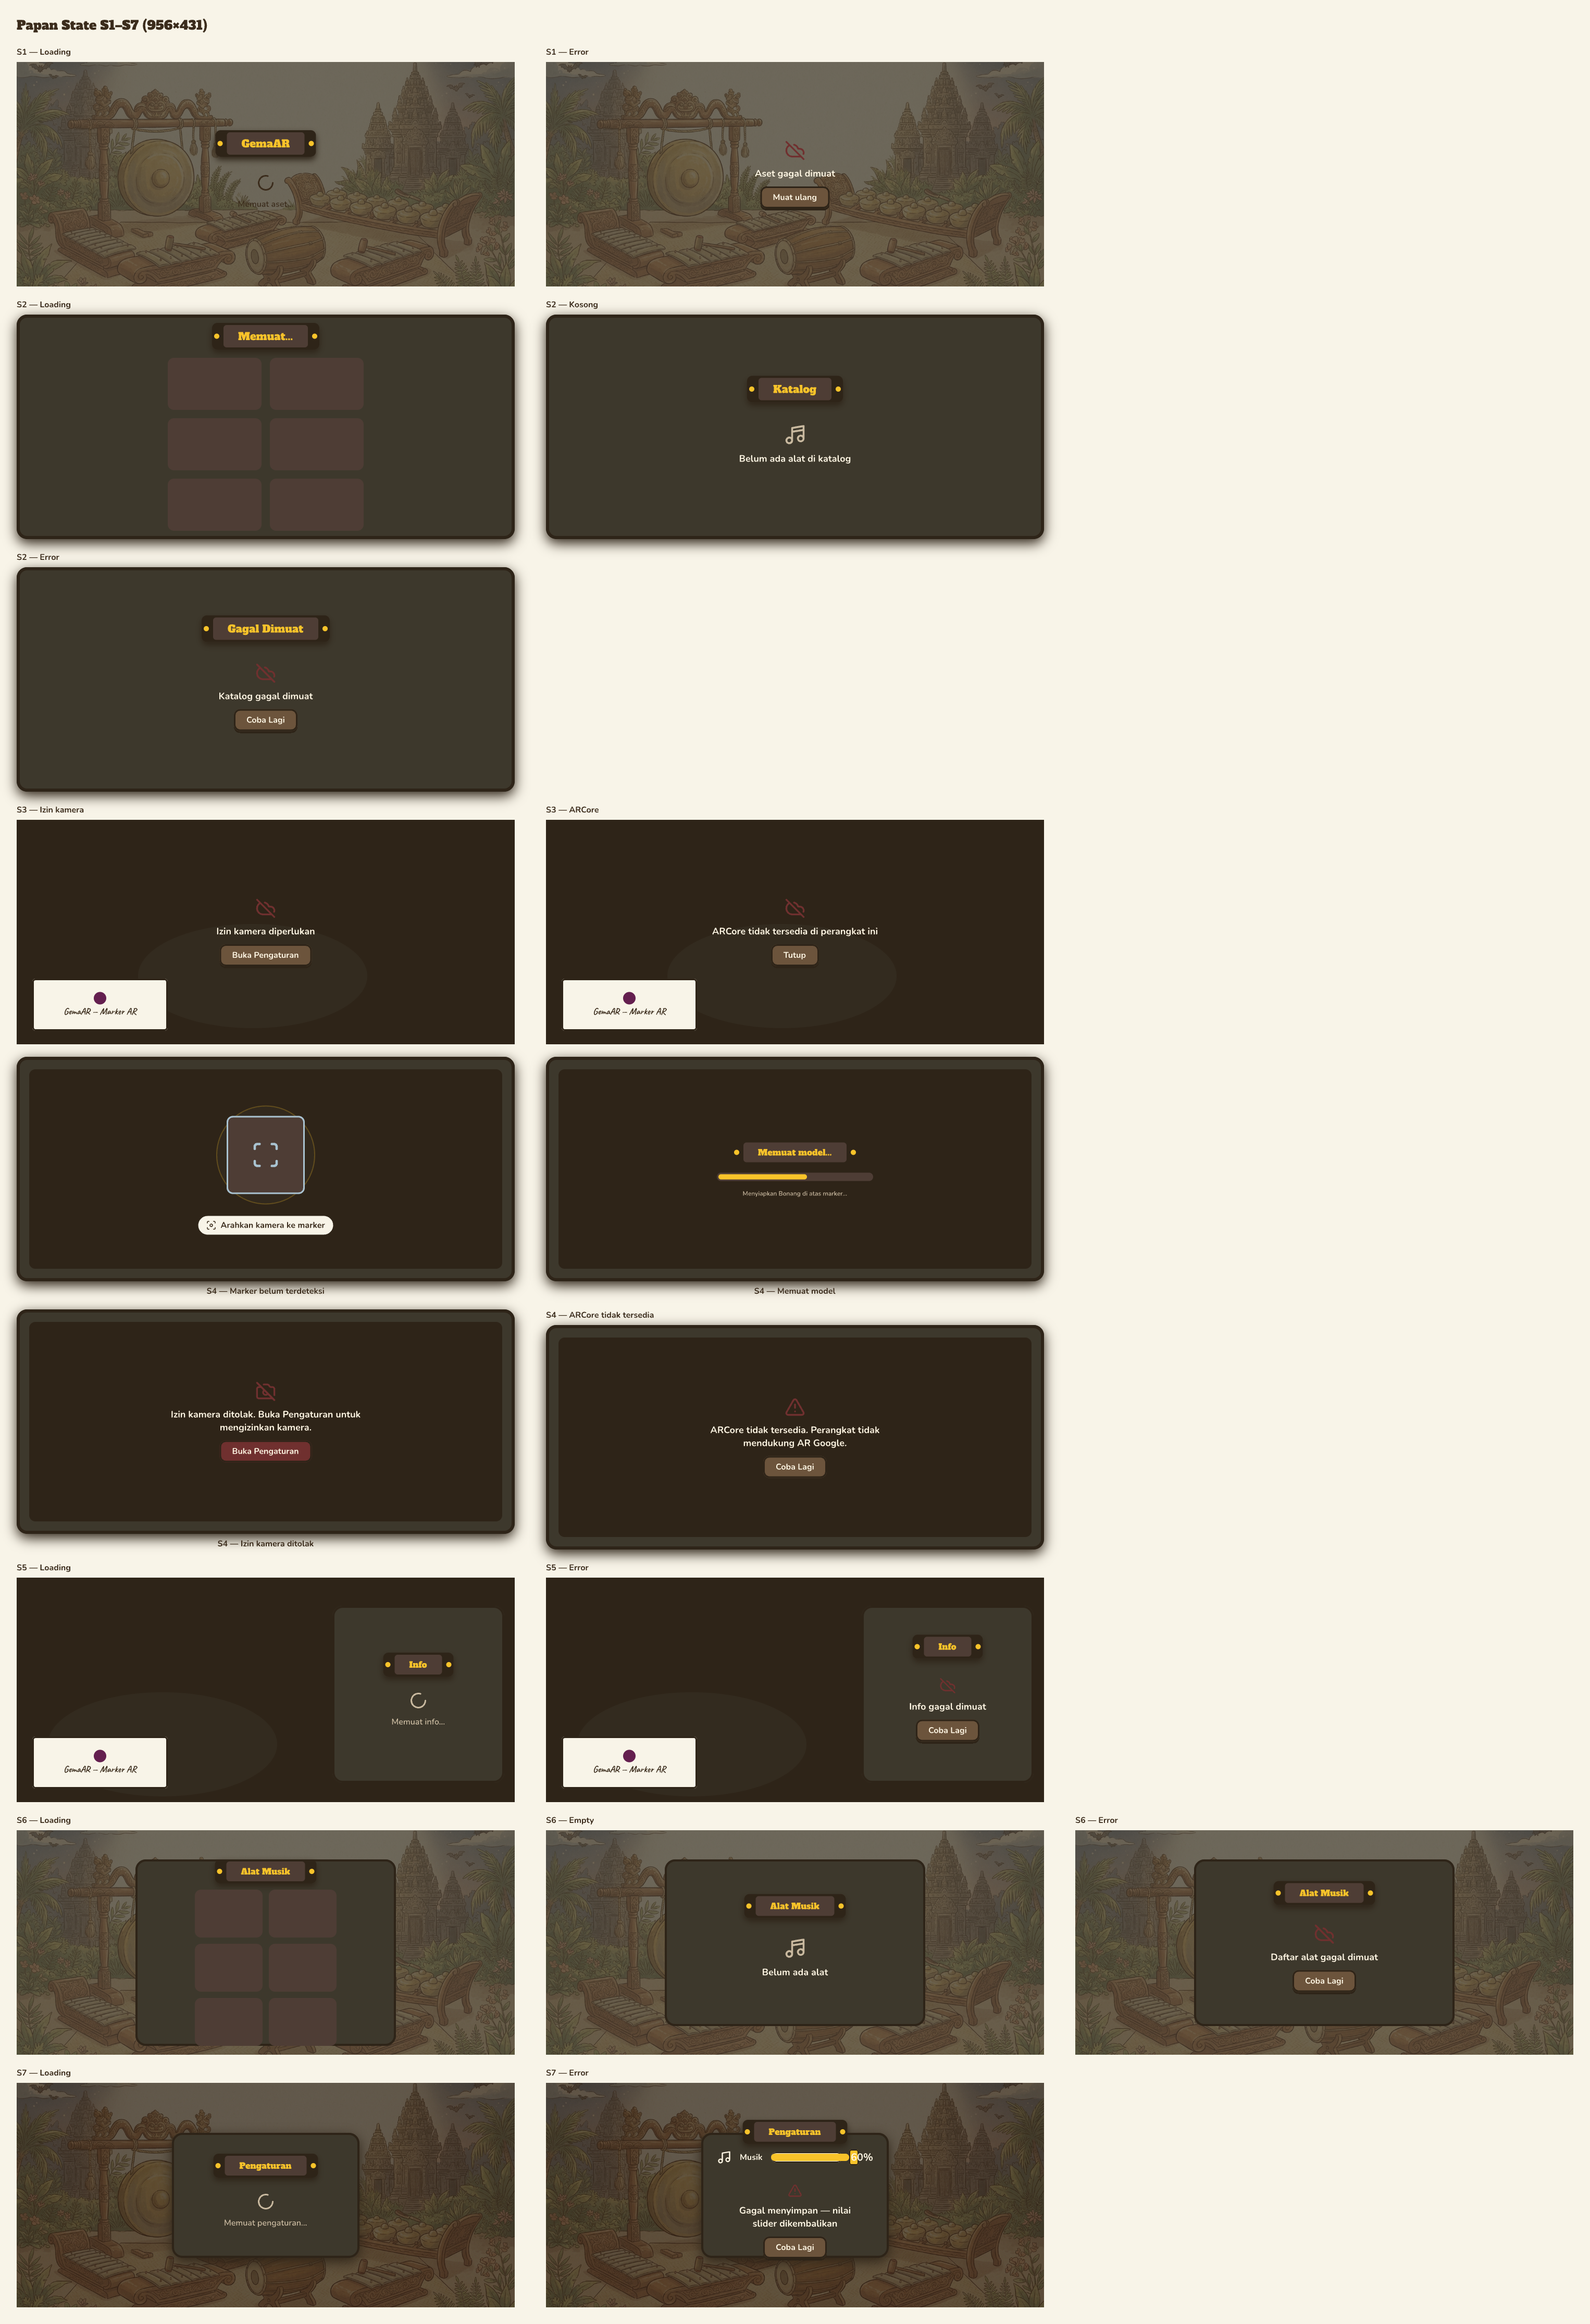 Papan State S1–S7 (956×431)
S1 — Loading
GemaAR
Memuat aset...
S1 — Error
Aset gagal dimuat
Muat ulang
S2 — Loading
Memuat...
S2 — Kosong
Katalog
Belum ada alat di katalog
S2 — Error
Gagal Dimuat
Katalog gagal dimuat
Coba Lagi
S3 — Izin kamera
Izin kamera diperlukan
Buka Pengaturan
GemaAR — Marker AR
S3 — ARCore
ARCore tidak tersedia di perangkat ini
Tutup
GemaAR — Marker AR
Arahkan kamera ke marker
S4 — Marker belum terdeteksi
Memuat model...
Menyiapkan Bonang di atas marker...
S4 — Memuat model
Izin kamera ditolak. Buka Pengaturan untuk
mengizinkan kamera.
Buka Pengaturan
S4 — Izin kamera ditolak
S4 — ARCore tidak tersedia
ARCore tidak tersedia. Perangkat tidak
mendukung AR Google.
Coba Lagi
S5 — Loading
Info
Memuat info...
GemaAR — Marker AR
S5 — Error
Info
Info gagal dimuat
Coba Lagi
GemaAR — Marker AR
S6 — Loading
Alat Musik
S6 — Empty
Alat Musik
Belum ada alat
S6 — Error
Alat Musik
Daftar alat gagal dimuat
Coba Lagi
S7 — Loading
Pengaturan
Memuat pengaturan...
S7 — Error
Pengaturan
Musik
Gagal menyimpan — nilai
slider dikembalikan
Coba Lagi